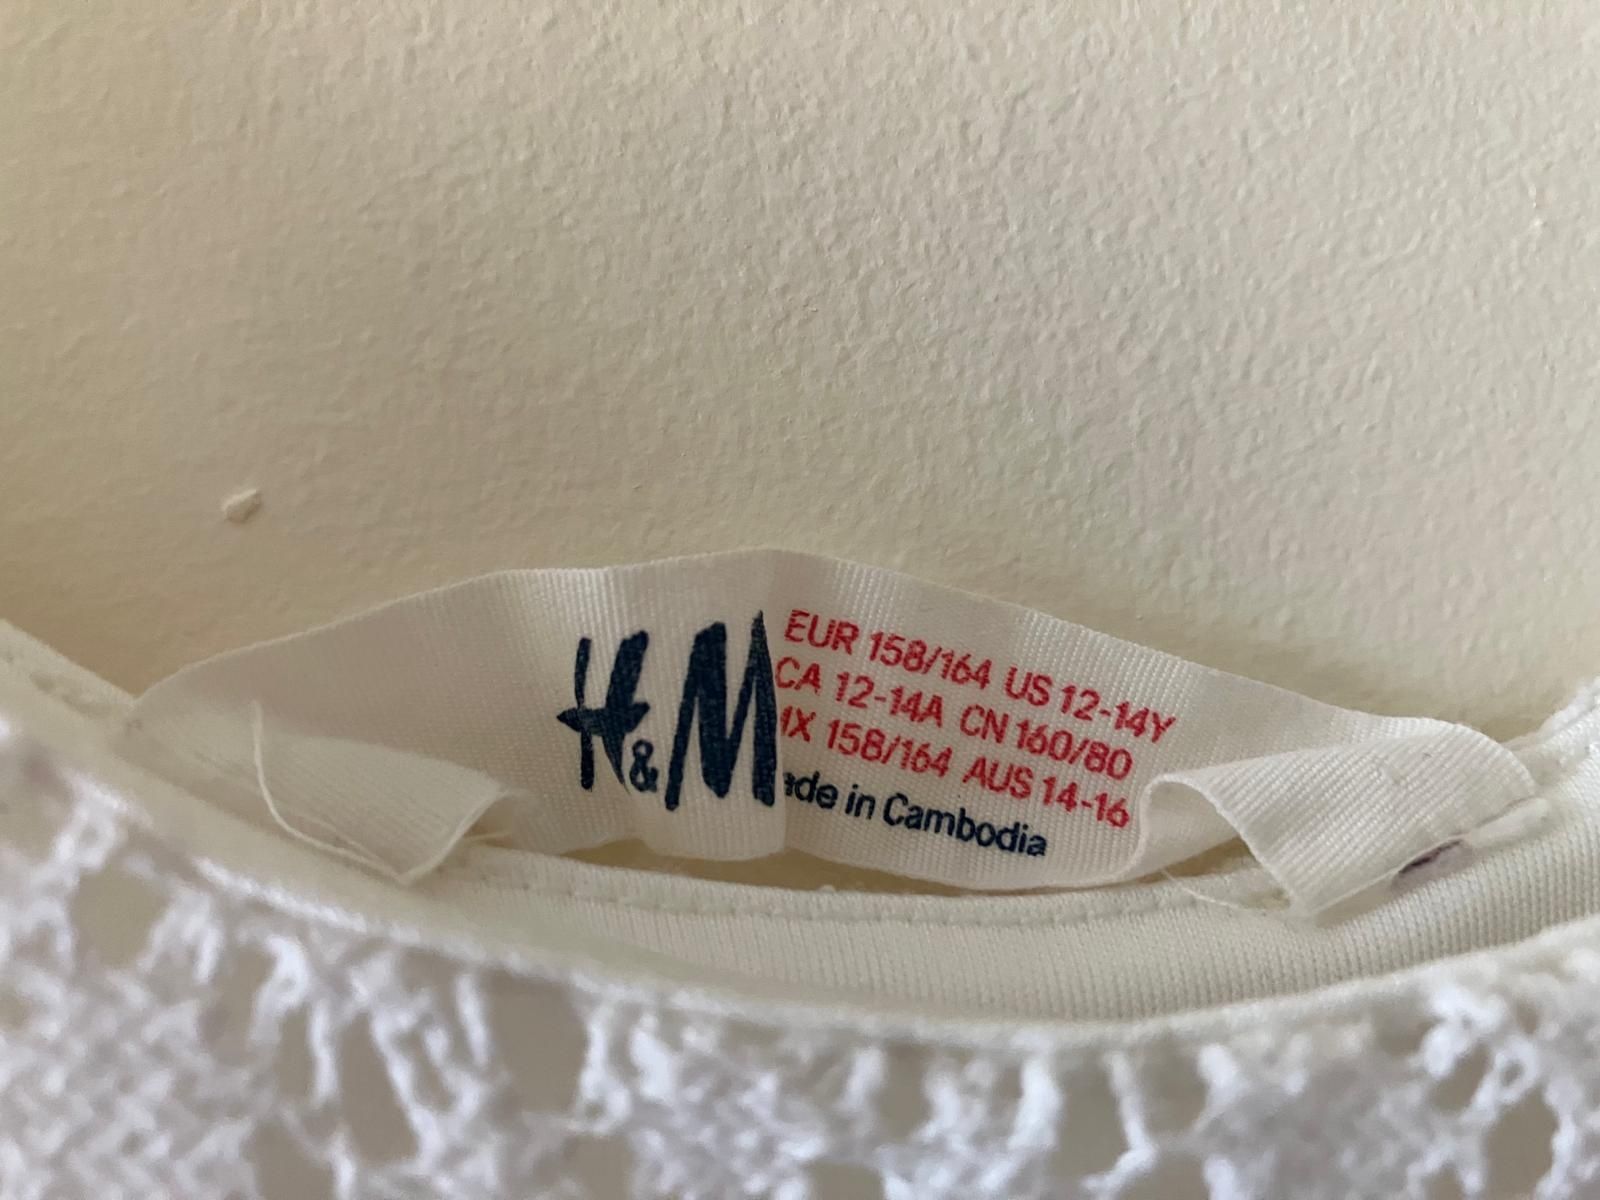 H&M
EUR 158/164 US 12-14Y
CA 12-14A CN 160/80
IX 158/164 AUS 14-16
ade in Cambodia